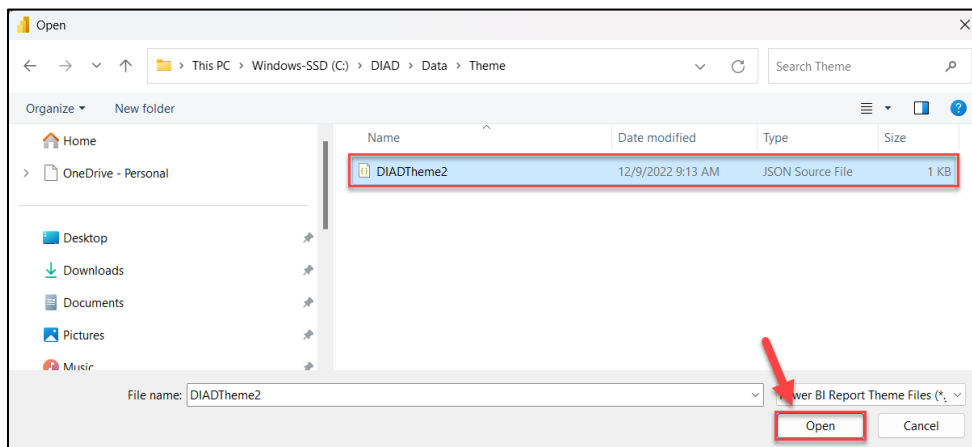 Open
This PC > Windows-SSD (C:) > DIAD > Data > Theme
Search Theme
Organize
New folder
Name
Date modified
Type
Size
Home
OneDrive - Personal
DIADTheme2
12/9/2022 9:13 AM
JSON Source File
1 KB
Desktop
Downloads
Documents
Pictures
Music
File name:
DIADTheme2
BI Report Theme Files (*.
Open
Cancel